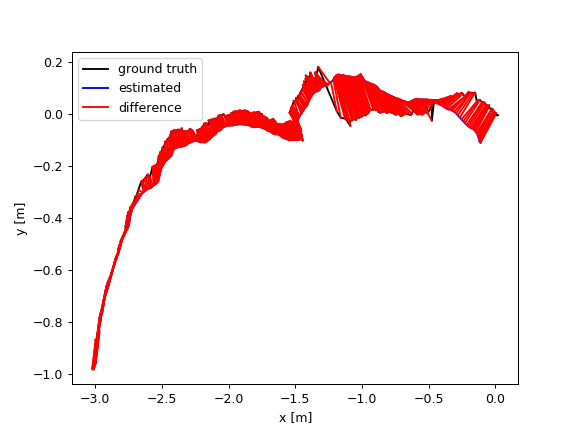 0.2
0.0
−0.2
−0.4
−0.6
−0.8
−1.0
y [m]
ground truth
estimated
difference
−3.0 −2.5 −2.0 −1.5 −1.0 −0.5 0.0
x [m]